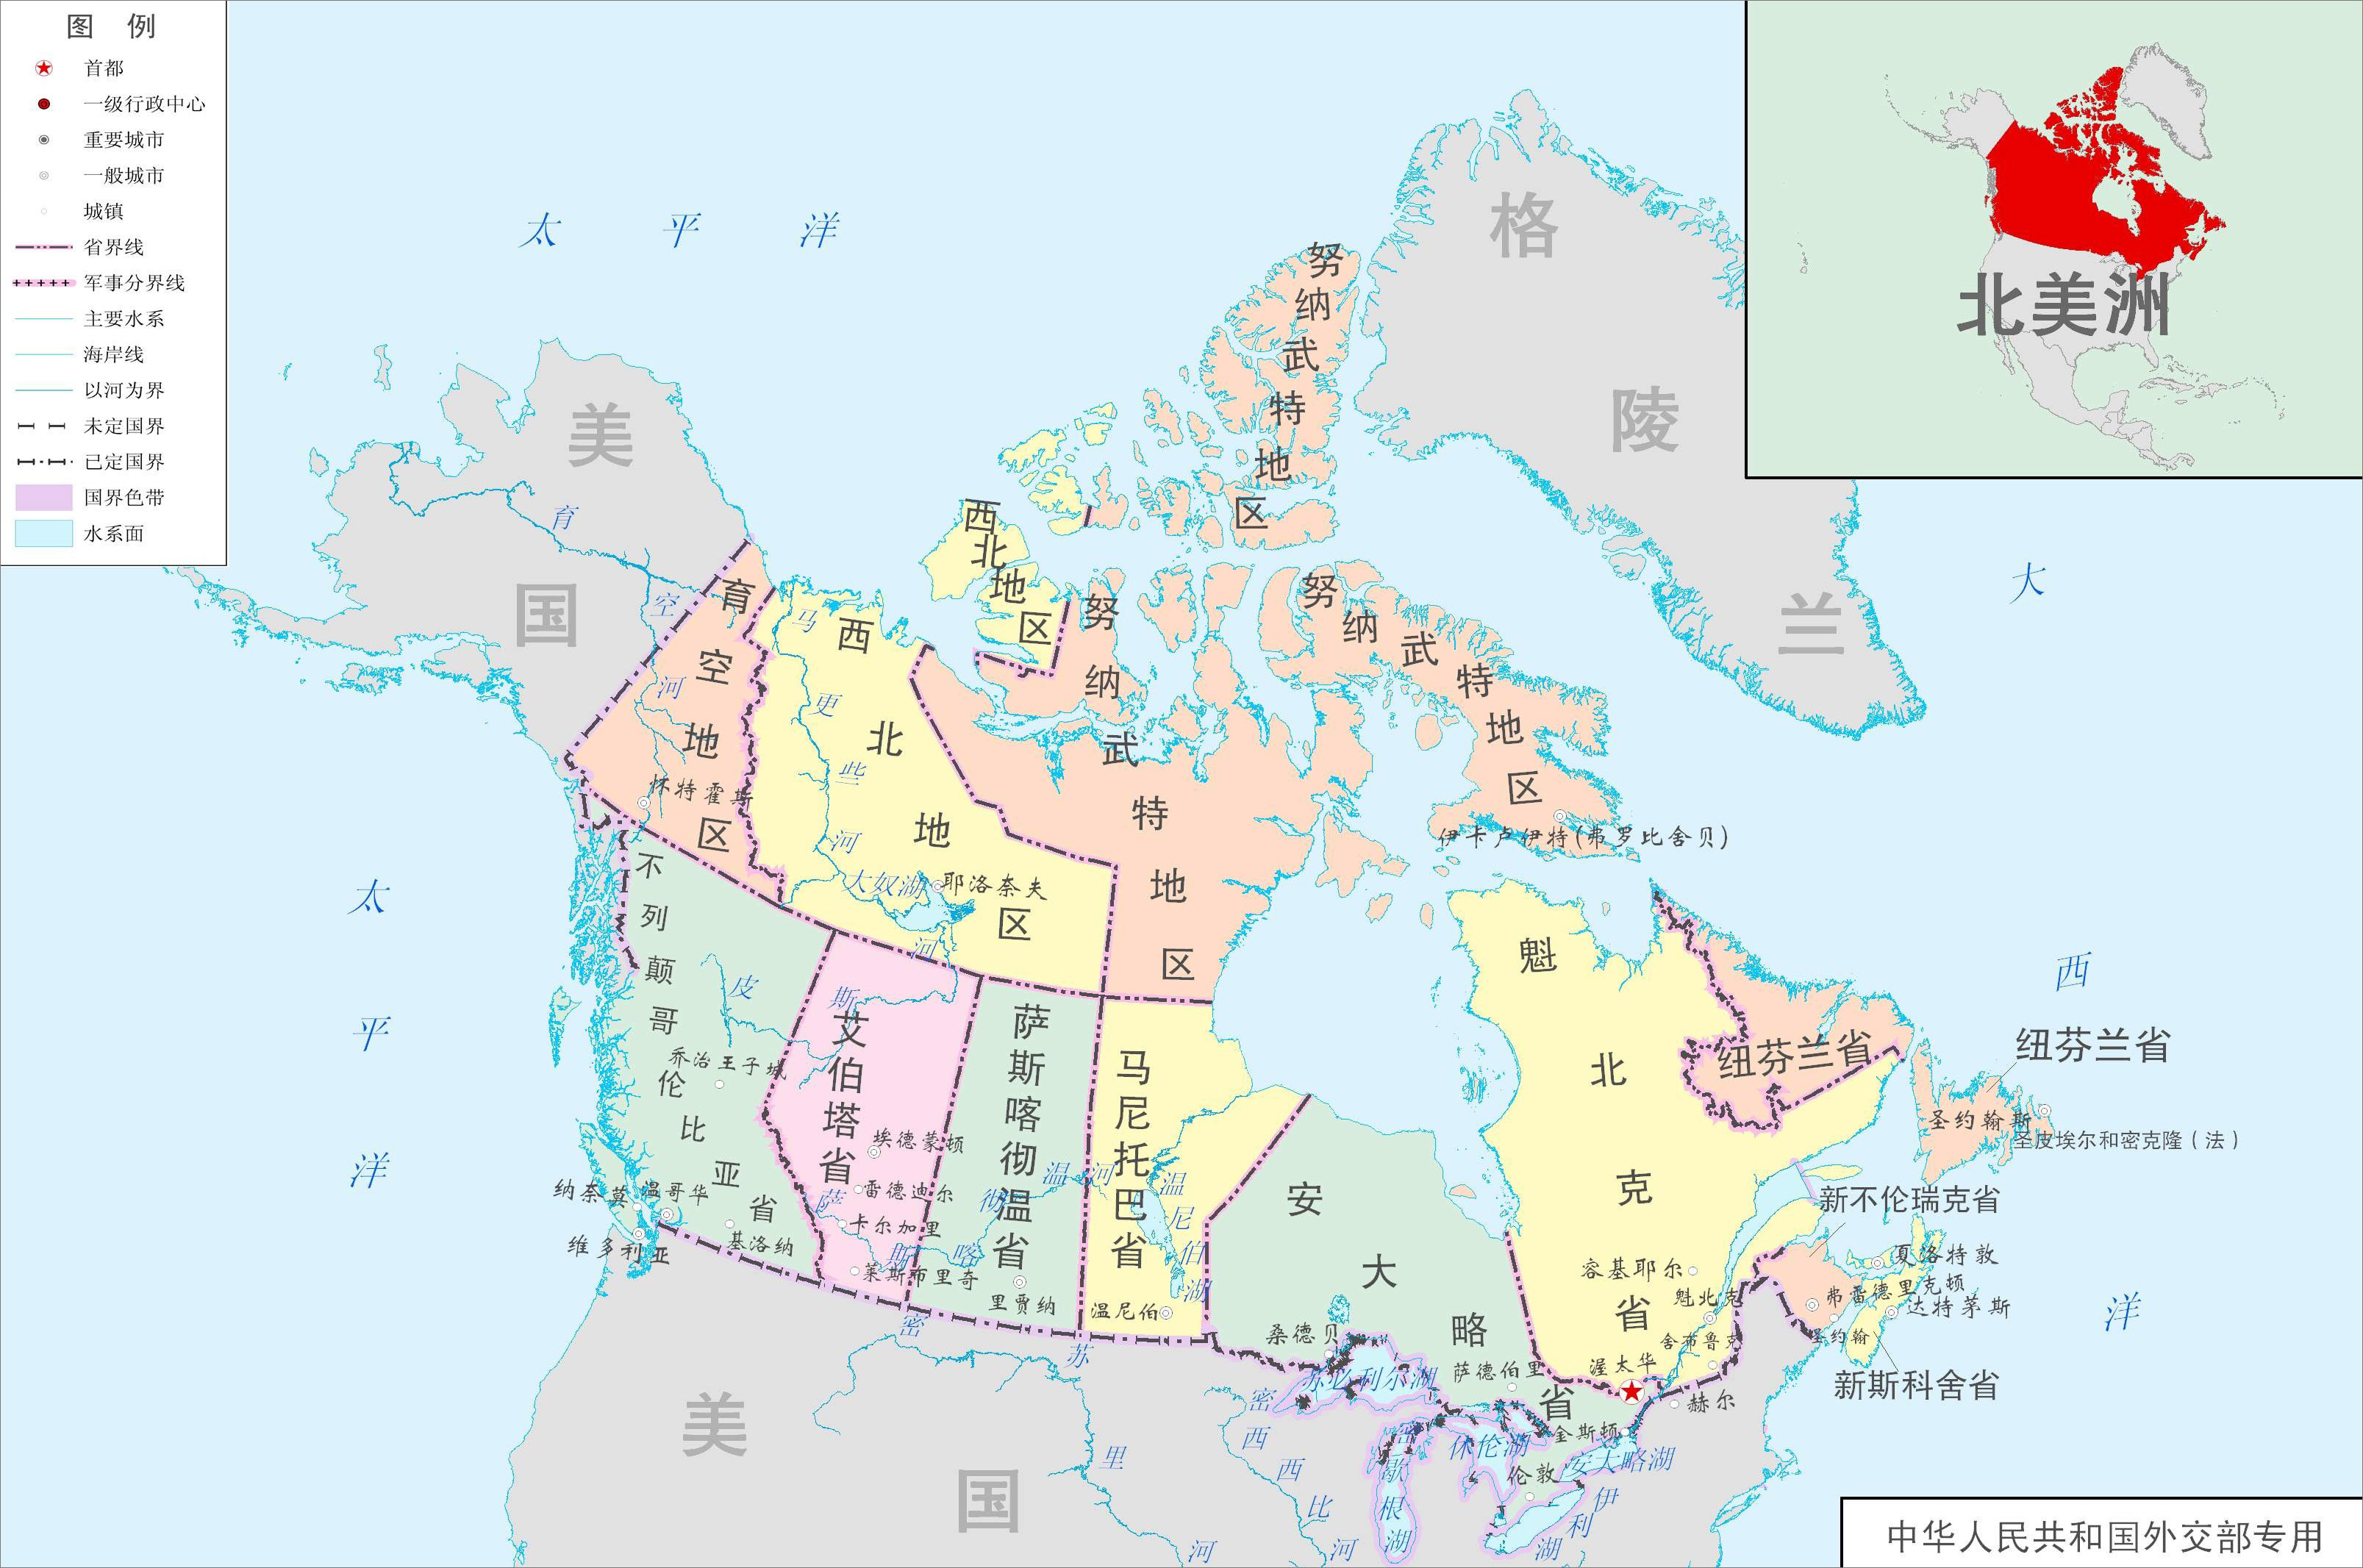 图 例
首都
一级行政中心
重要城市
一般城市
城镇
省界线
军事分界线
主要水系
海岸线
以河为界
未定国界
已定国界
国界色带
水系面
北美洲
太平洋
格陵兰
美国
育空河
努纳武特地区
西北地区
努纳武特地区
努纳武特地区
育空地区
马更些河
西北地区
大西洋
怀特霍斯
伊卡卢伊特(弗罗比舍贝)
大奴湖
耶洛奈夫
河
太平洋
不列颠哥伦比亚省
皮
斯
艾伯塔省
萨斯喀彻温省
马尼托巴省
魁北克省
纽芬兰省
纽芬兰省
乔治王子城
圣约翰斯
圣皮埃尔和密克隆(法)
埃德蒙顿
雷德迪尔
萨斯喀彻温河
温尼伯湖
安大略省
纳奈莫
温哥华
维多利亚
基洛纳
卡尔加里
莱斯布里奇
里贾纳
温尼伯
新不伦瑞克省
夏洛特敦
弗雷德里克顿
达特茅斯
圣约翰
新斯科舍省
容基耶尔
魁北克
舍布鲁克
渥太华
赫尔
桑德贝
萨德伯里
苏必利尔湖
金斯顿
休伦湖
安大略湖
伦敦
密歇根湖
伊利湖
密苏里河
密西西比河
美国
中华人民共和国外交部专用